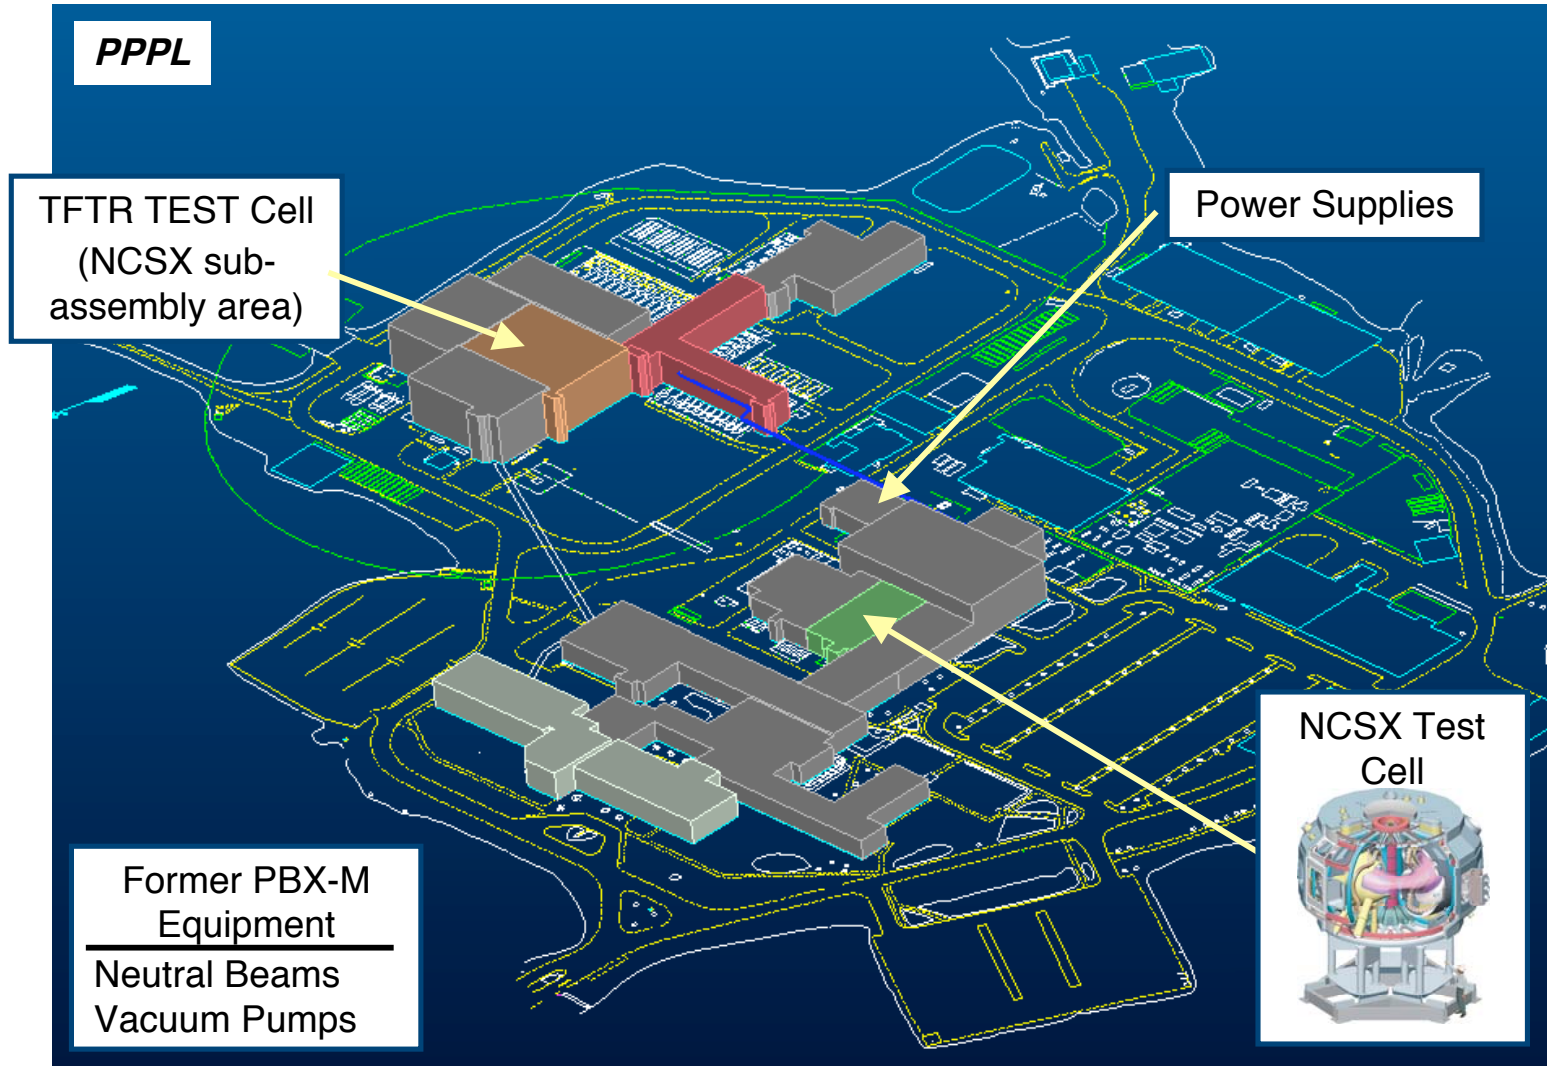 PPPL
TFTR TEST Cell
(NCSX sub-
assembly area)
Power Supplies
NCSX Test
Cell
Former PBX-M
Equipment
Neutral Beams
Vacuum Pumps